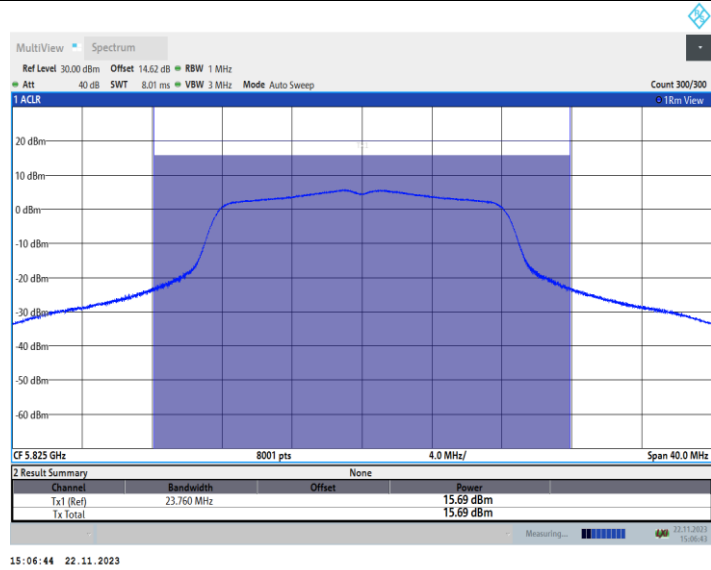 MultiView Spectrum
Ref Level 30.00 dBm Offset 14.62 dB RBW 1 MHz
Att 40 dB SWT 8.01 ms VBW 3 MHz Mode Auto Sweep Count 300/300
1 ACLR 1Rm View
20 dBm
10 dBm
0 dBm
-10 dBm
-20 dBm
-30 dBm
-40 dBm
-50 dBm
-60 dBm
CF 5.825 GHz 8001 pts 4.0 MHz/ Span 40.0 MHz
2 Result Summary None
Channel Bandwidth Offset Power
Tx1 (Ref) 23.760 MHz 15.69 dBm
Tx Total 15.69 dBm
Measuring... 22.11.2023
15:06:43
15:06:44 22.11.2023